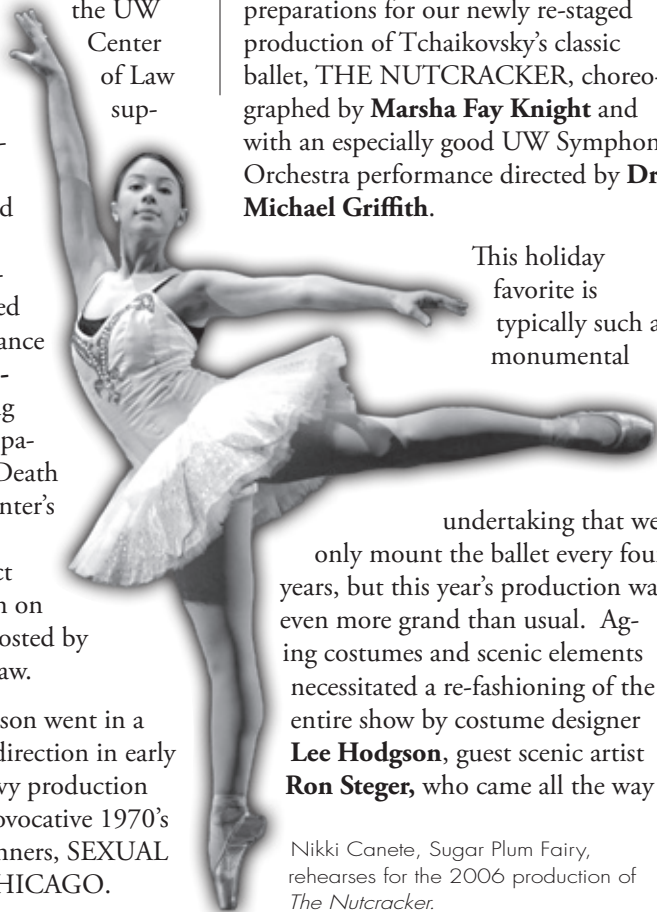 the UW
Center
of Law
sup-
ance
Death
nter's
on
osted by
aw.
son went in a
direction in early
vy production
ovocative 1970's
nners, SEXUAL
HICAGO.
preparations for our newly re-staged
production of Tchaikovsky's classic
ballet, THE NUTCRACKER, choreo-
graphed by Marsha Fay Knight and
with an especially good UW Symphon
Orchestra performance directed by Dr
Michael Griffith.
This holiday
favorite is
typically such a
monumental
undertaking that we
only mount the ballet every fou
years, but this year's production wa
even more grand than usual. Ag-
ing costumes and scenic elements
necessitated a re-fashioning of the
entire show by costume designer
Lee Hodgson, guest scenic artist
Ron Steger, who came all the way
Nikki Canete, Sugar Plum Fairy,
rehearses for the 2006 production of
The Nutcracker.